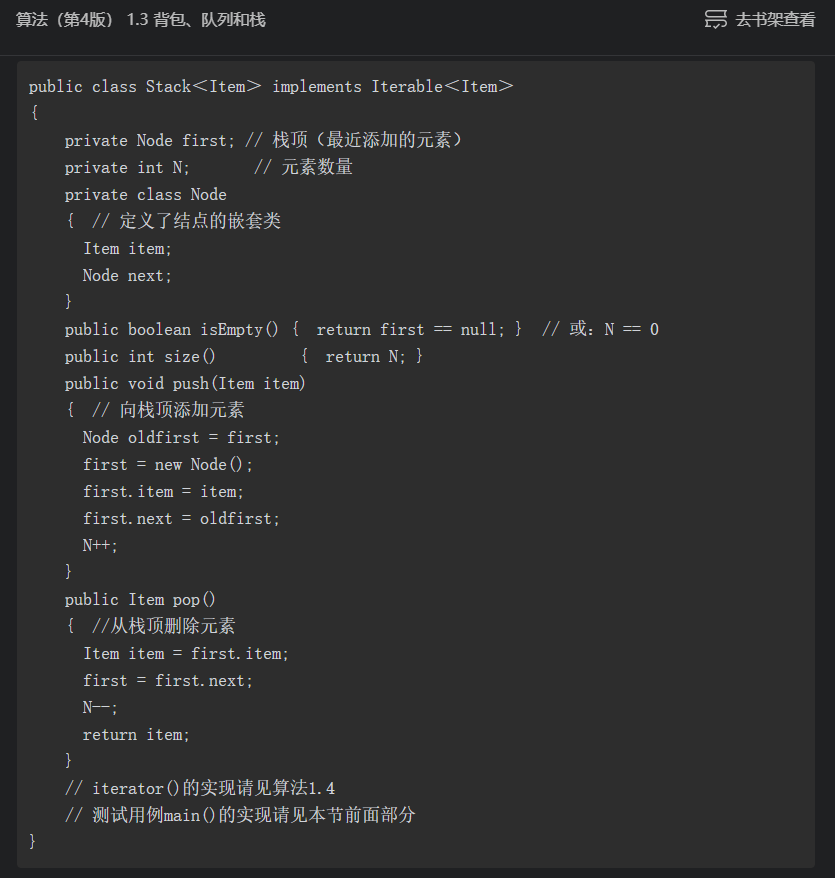 算法（第4版） 1.3 背包、队列和栈
去书架查看
public class Stack＜Item＞ implements Iterable＜Item＞
{
    private Node first; // 栈顶（最近添加的元素）
    private int N;       // 元素数量
    private class Node
    {  // 定义了结点的嵌套类
      Item item;
      Node next;
    }
    public boolean isEmpty() {  return first == null; }  // 或：N == 0
    public int size()         {  return N; }
    public void push(Item item)
    {  // 向栈顶添加元素
      Node oldfirst = first;
      first = new Node();
      first.item = item;
      first.next = oldfirst;
      N++;
    }
    public Item pop()
    {  //从栈顶删除元素
      Item item = first.item;
      first = first.next;
      N--;
      return item;
    }
    // iterator()的实现请见算法1.4
    // 测试用例main()的实现请见本节前面部分
}